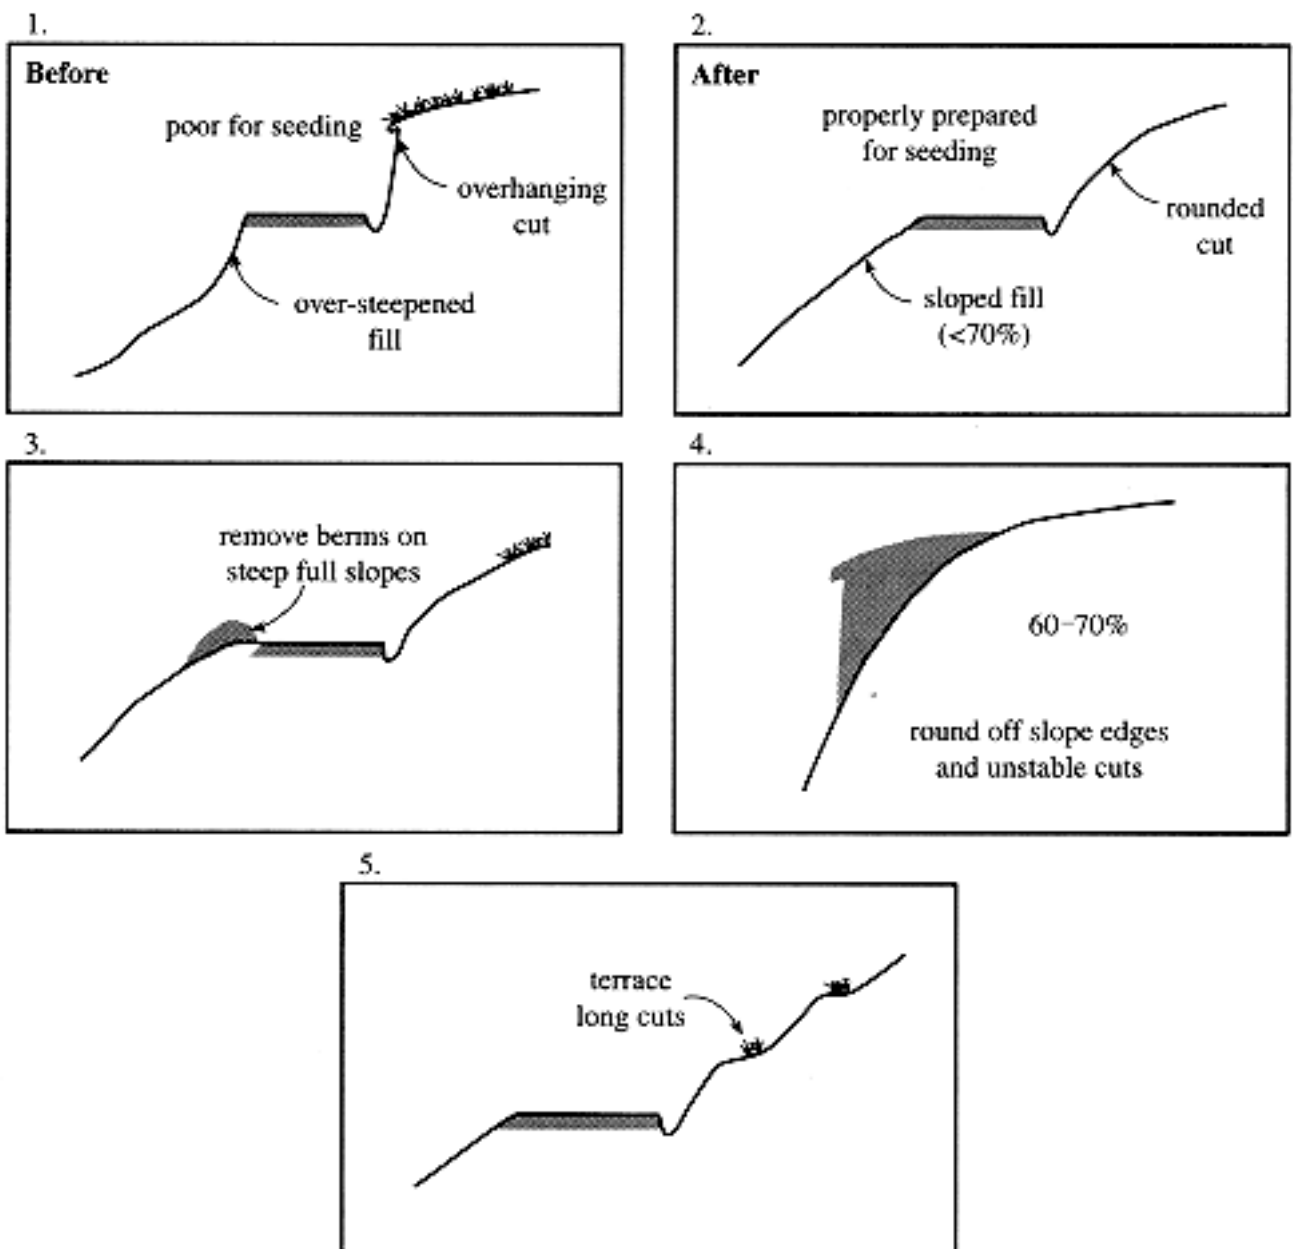 1.
Before
poor for seeding
overhanging
cut
over-steepened
fill
2.
After
properly prepared
for seeding
rounded
cut
sloped fill
(<70%)
3.
remove berms on
steep full slopes
4.
60-70%
round off slope edges
and unstable cuts
5.
terrace
long cuts